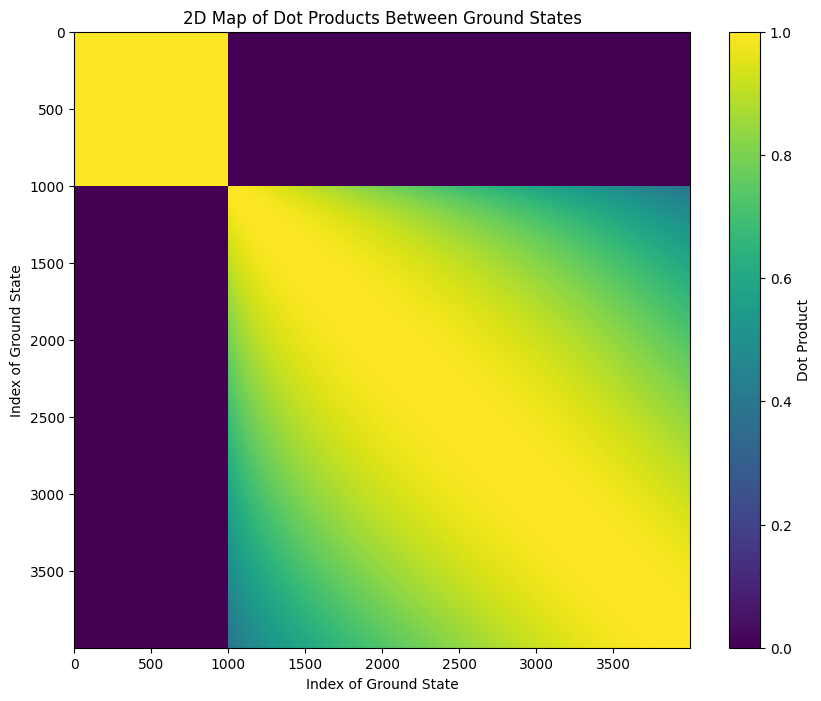 2D Map of Dot Products Between Ground States
0
500
1000
1500
2000
2500
3000
3500
Index of Ground State
0 500 1000 1500 2000 2500 3000 3500
Index of Ground State
1.0
0.8
0.6
0.4
0.2
0.0
Dot Product